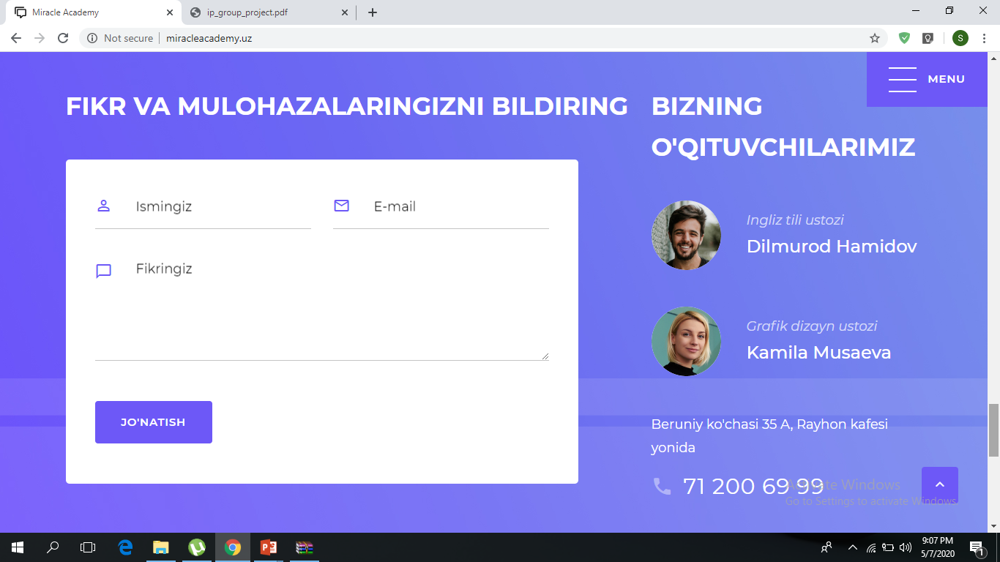 Miracle Academy
ip_group_project.pdf
Not secure
miracleacademy.uz
S
MENU
FIKR VA MULOHAZALARINGIZNI BILDIRING
Ismingiz
E-mail
Fikringiz
JO'NATISH
BIZNING
O'QITUVCHILARIMIZ
Ingliz tili ustozi
Dilmurod Hamidov
Grafik dizayn ustozi
Kamila Musaeva
Beruniy ko'chasi 35 A, Rayhon kafesi
yonida
71 200 69 99
Activate Windows
Go to Settings to activate Windows.
9:07 PM
5/7/2020
1